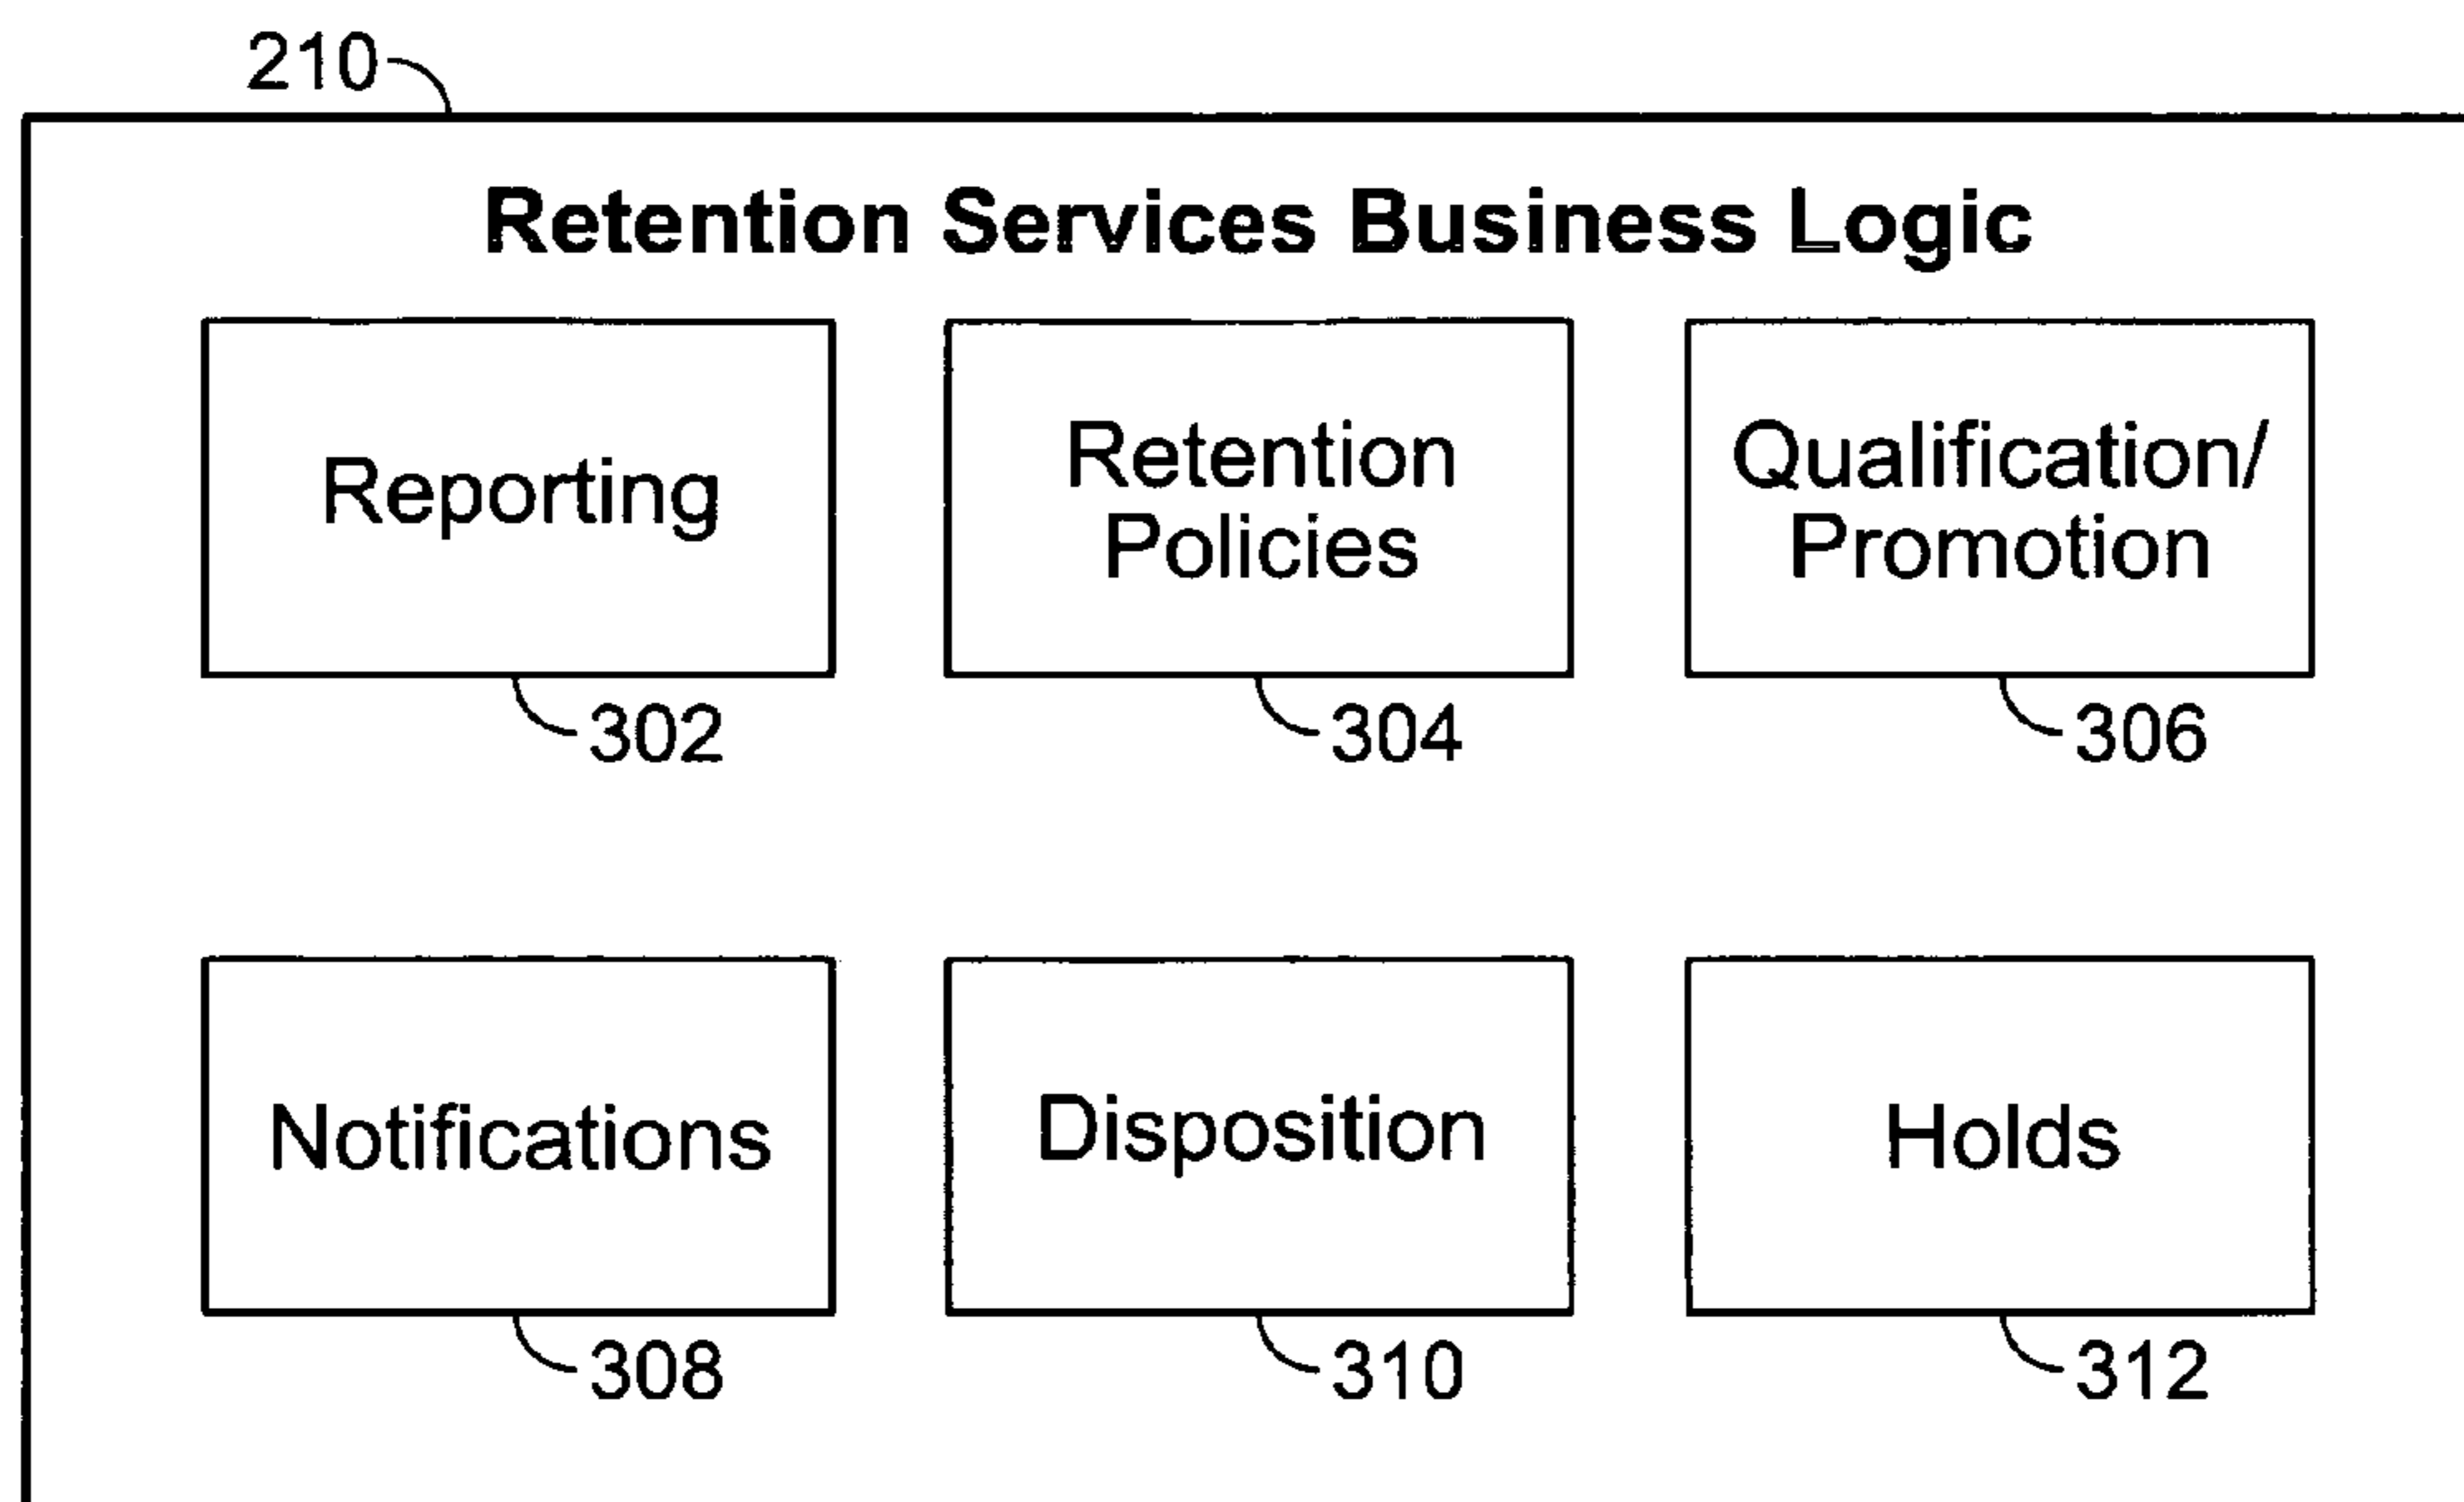 210
Retention Services Business Logic
Reporting
Retention
Policies
Qualification/
Promotion
302
304
306
Notifications
Disposition
Holds
308
310
312